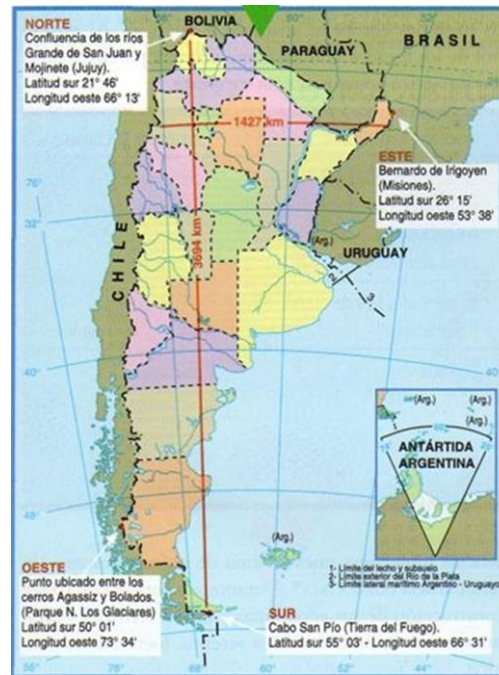 NORTE
Confluencia de los ríos
Grande de San Juan y
Mojinete (Jujuy).
Latitud sur 21° 46'
Longitud oeste 66° 13'
BOLIVIA
PARAGUAY
BRASIL
1427 km
ESTE
Bernardo de Irigoyen
(Misiones).
Latitud sur 26° 15'
Longitud oeste 53° 38'
CHILE
3694 km
(Arg.)
URUGUAY
1
2
3
(Arg.)
(Arg.)
ANTÁRTIDA
ARGENTINA
(Arg.)
1- Límite del lecho y subsuelo
2- Límite exterior del Río de la Plata
3- Límite lateral marítimo Argentino - Uruguayo
OESTE
Punto ubicado entre los
cerros Agassiz y Bolados.
(Parque N. Los Glaciares)
Latitud sur 50° 01'
Longitud oeste 73° 34'
SUR
Cabo San Pío (Tierra del Fuego).
Latitud sur 55° 03' - Longitud oeste 66° 31'